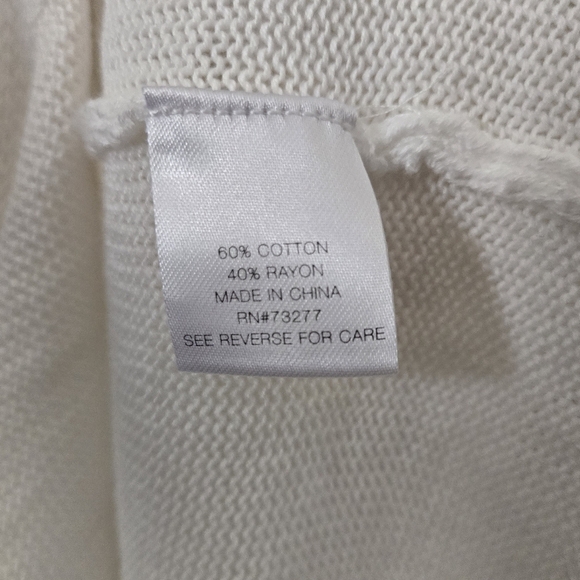 60% COTTON
40% RAYON
MADE IN CHINA
RN#73277
SEE REVERSE FOR CARE